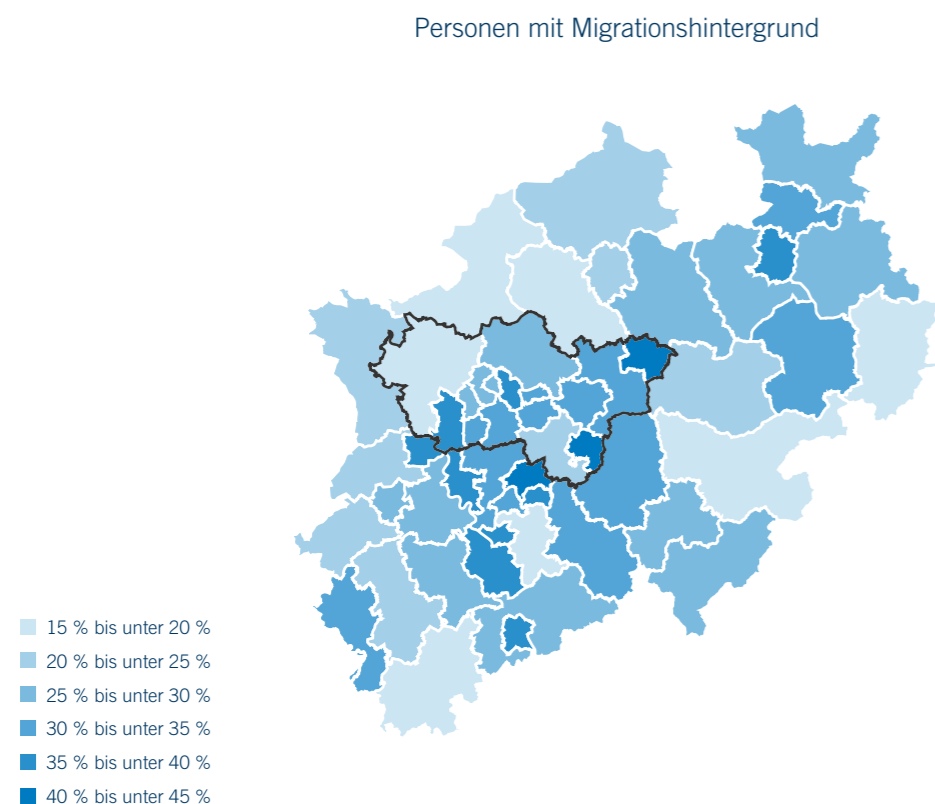 Personen mit Migrationshintergrund
15 % bis unter 20 %
20 % bis unter 25 %
25 % bis unter 30 %
30 % bis unter 35 %
35 % bis unter 40 %
40 % bis unter 45 %